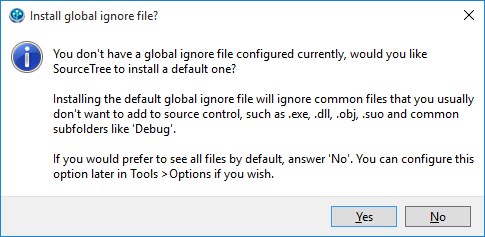 Install global ignore file?
You don't have a global ignore file configured currently, would you like
SourceTree to install a default one?
Installing the default global ignore file will ignore common files that you usually
don't want to add to source control, such as .exe, .dll, .obj, .suo and common
subfolders like 'Debug'.
If you would prefer to see all files by default, answer 'No'. You can configure this
option later in Tools >Options if you wish.
Yes
No